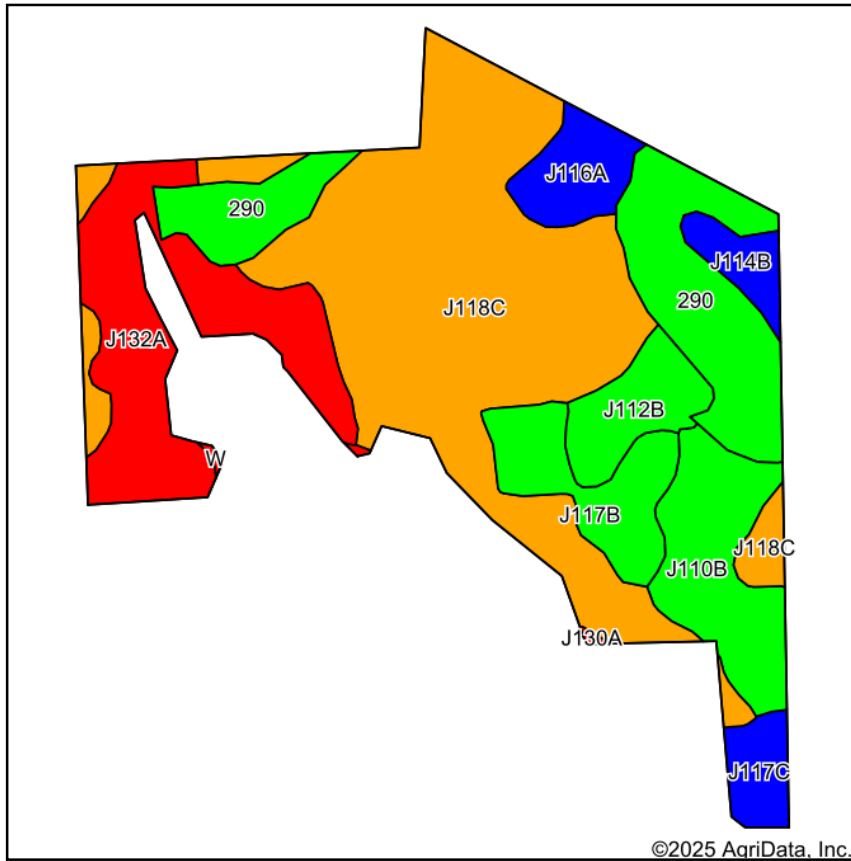 J116A
290
J114B
290
J118C
J132A
J112B
W
J117B
J118C
J110B
J130A
J117C
©2025 AgriData, Inc.